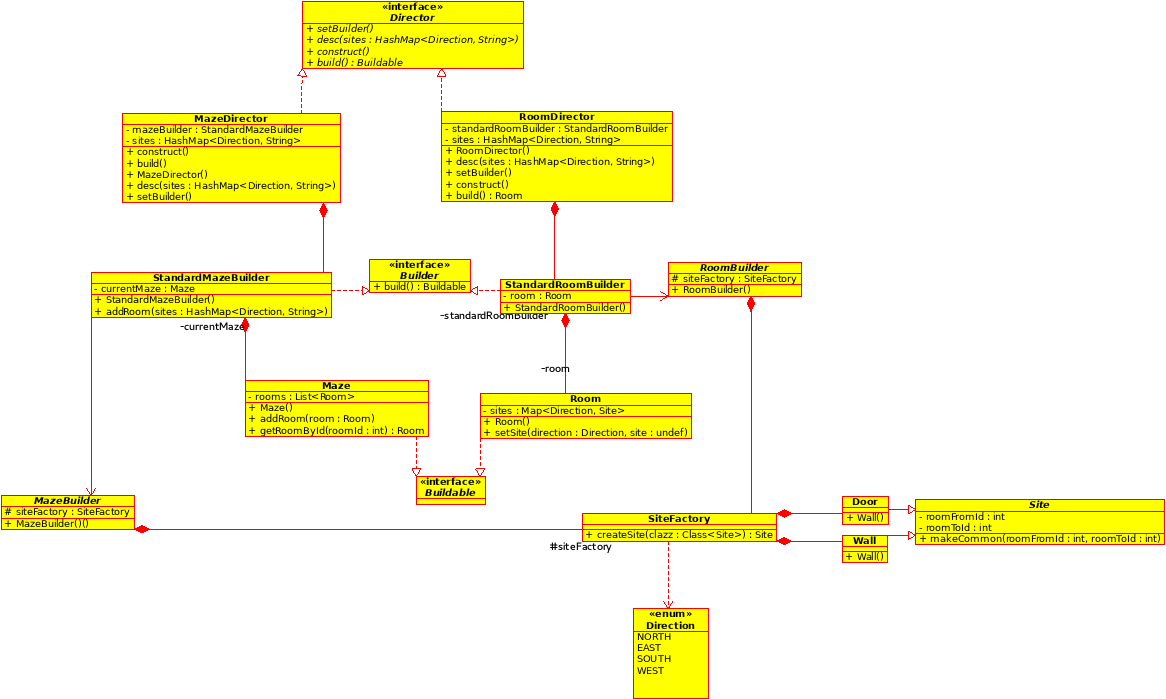 «interface»
Director
+ setBuilder()
+ desc(sites : HashMap<Direction, String>)
+ construct()
+ build() : Buildable
MazeDirector
- mazeBuilder : StandardMazeBuilder
- sites : HashMap<Direction, String>
+ construct()
+ build()
+ MazeDirector()
+ desc(sites : HashMap<Direction, String>)
+ setBuilder()
RoomDirector
- standardRoomBuilder : StandardRoomBuilder
- sites : HashMap<Direction, String>
+ RoomDirector()
+ desc(sites : HashMap<Direction, String>)
+ setBuilder()
+ construct()
+ build() : Room
StandardMazeBuilder
- currentMaze : Maze
+ StandardMazeBuilder()
+ addRoom(sites : HashMap<Direction, String>)
«interface»
Builder
+ build() : Buildable
StandardRoomBuilder
- room : Room
+ StandardRoomBuilder()
RoomBuilder
# siteFactory : SiteFactory
+ RoomBuilder()
-standardRoomBuilder
-currentMaze
-room
Maze
- rooms : List<Room>
+ Maze()
+ addRoom(room : Room)
+ getRoomById(roomId : int) : Room
Room
- sites : Map<Direction, Site>
+ Room()
+ setSite(direction : Direction, site : undef)
«interface»
Buildable
MazeBuilder
# siteFactory : SiteFactory
+ MazeBuilder()()
SiteFactory
+ createSite(clazz : Class<Site>) : Site
#siteFactory
Door
+ Wall()
Wall
+ Wall()
Site
- roomFromId : int
- roomToId : int
+ makeCommon(roomFromId : int, roomToId : int)
«enum»
Direction
NORTH
EAST
SOUTH
WEST